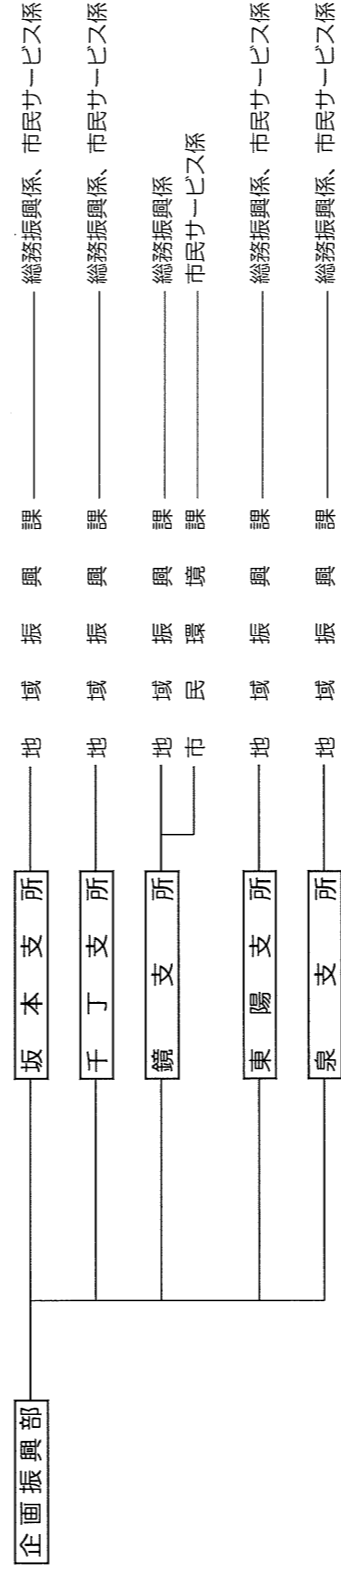 企画振興部
坂本支所 地域振興課 総務振興係、市民サービス係
千丁支所 地域振興課 総務振興係、市民サービス係
鏡支所 地域振興課 総務振興係
市民環境課 市民サービス係
東陽支所 地域振興課 総務振興係、市民サービス係
泉支所 地域振興課 総務振興係、市民サービス係